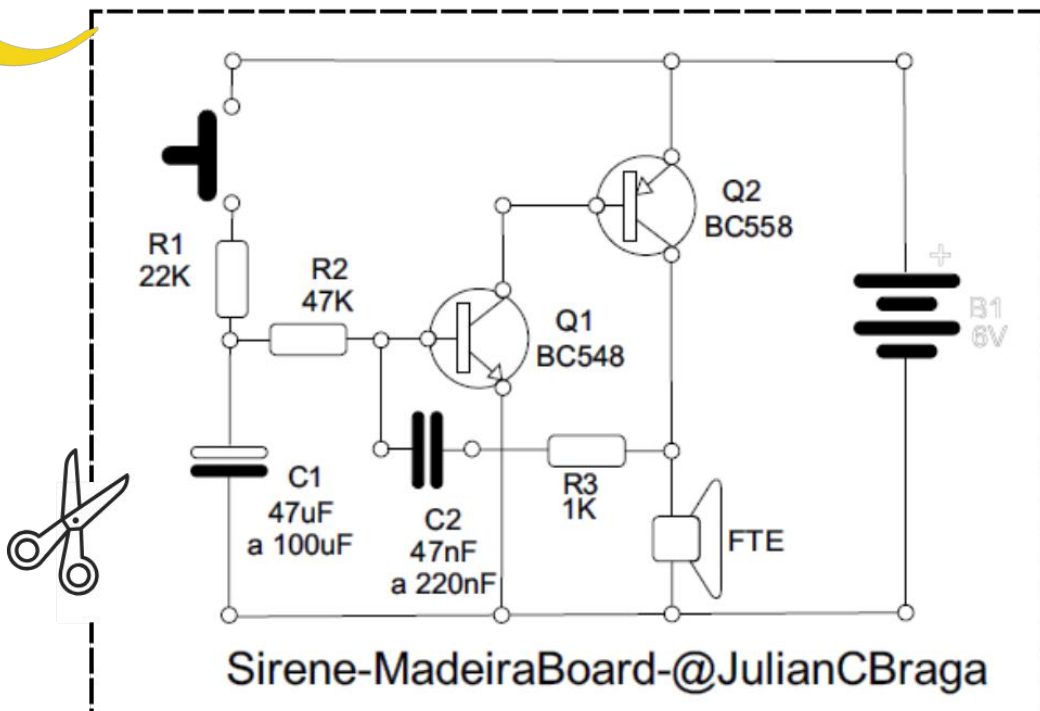 R1
22K
R2
47K
Q1
BC548
Q2
BC558
+
B1
6V
C1
47uF
a 100uF
C2
47nF
a 220nF
R3
1K
FTE
Sirene-MadeiraBoard-@JulianCBraga